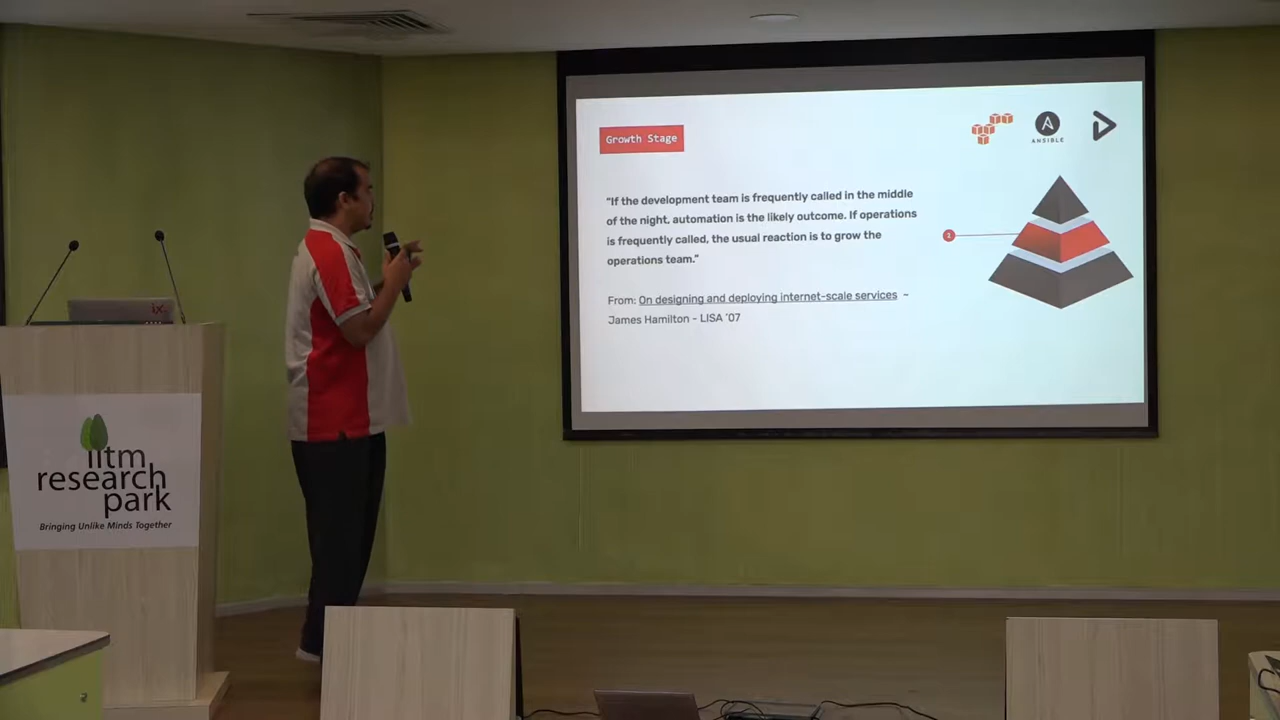 Growth Stage
ANSIBLE
"If the development team is frequently called in the middle
of the night, automation is the likely outcome. If operations
is frequently called, the usual reaction is to grow the
operations team."
2
From: On designing and deploying internet-scale services -
James Hamilton - LISA '07
ix
iitm
research
park
Bringing Unlike Minds Together